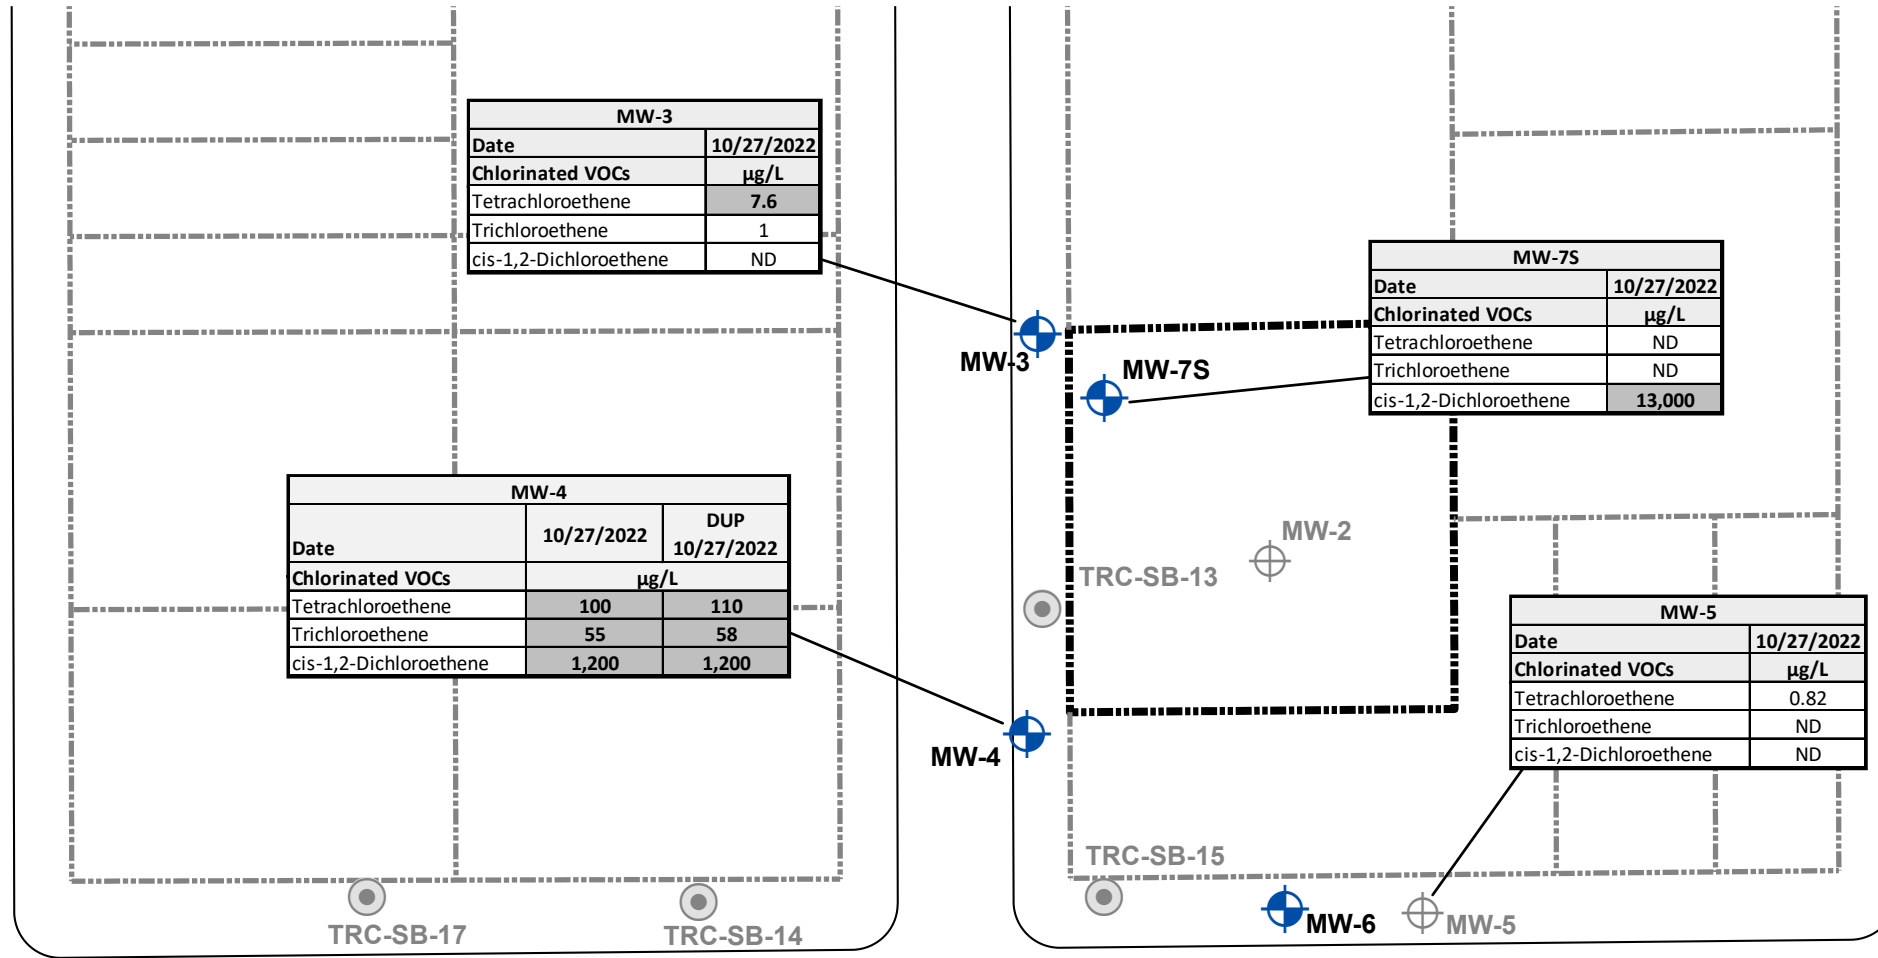 MW-3
Date 10/27/2022
Chlorinated VOCs µg/L
Tetrachloroethene 7.6
Trichloroethene 1
cis-1,2-Dichloroethene ND
MW-7S
Date 10/27/2022
Chlorinated VOCs µg/L
Tetrachloroethene ND
Trichloroethene ND
cis-1,2-Dichloroethene 13,000
MW-3
MW-7S
MW-4
Date 10/27/2022 DUP 10/27/2022
Chlorinated VOCs µg/L
Tetrachloroethene 100 110
Trichloroethene 55 58
cis-1,2-Dichloroethene 1,200 1,200
MW-2
TRC-SB-13
MW-5
Date 10/27/2022
Chlorinated VOCs µg/L
Tetrachloroethene 0.82
Trichloroethene ND
cis-1,2-Dichloroethene ND
MW-4
TRC-SB-15
TRC-SB-17
TRC-SB-14
MW-6
MW-5